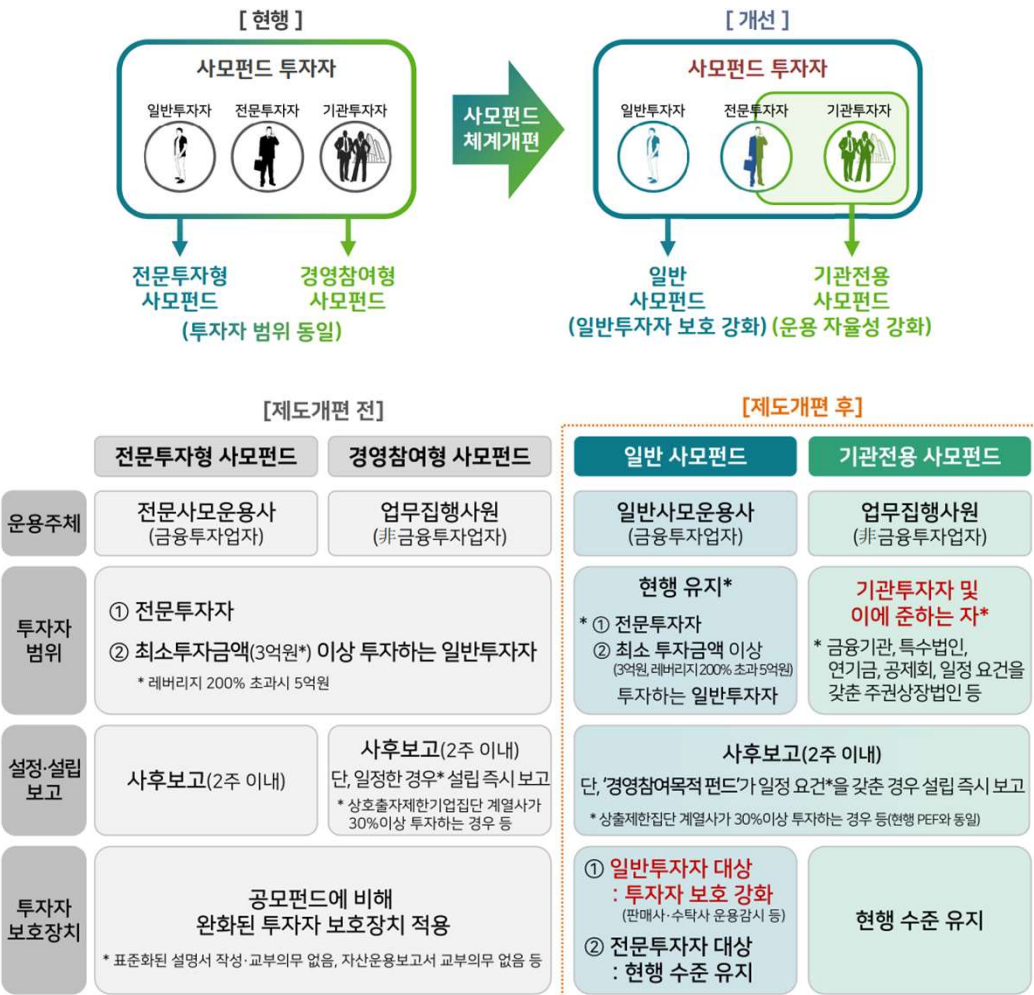 [ 현행 ]
사모펀드 투자자
일반투자자 전문투자자 기관투자자
전문투자형
사모펀드
경영참여형
사모펀드
(투자자 범위 동일)
사모펀드
체계개편
[ 개선 ]
사모펀드 투자자
일반투자자 전문투자자 기관투자자
일반
사모펀드
(일반투자자 보호 강화)
기관전용
사모펀드
(운용 자율성 강화)
[제도개편 전]
[제도개편 후]
전문투자형 사모펀드
경영참여형 사모펀드
일반 사모펀드
기관전용 사모펀드
운용주체
전문사모운용사
(금융투자업자)
업무집행사원
(非금융투자업자)
일반사모운용사
(금융투자업자)
업무집행사원
(非금융투자업자)
투자자
범위
① 전문투자자
② 최소투자금액(3억원*) 이상 투자하는 일반투자자
* 레버리지 200% 초과시 5억원
현행 유지*
* ① 전문투자자
② 최소 투자금액 이상
(3억원, 레버리지 200% 초과 5억원)
투자하는 일반투자자
기관투자자 및
이에 준하는 자*
* 금융기관, 특수법인,
연기금, 공제회, 일정 요건을
갖춘 주권상장법인 등
설정·설립
보고
사후보고(2주 이내)
사후보고(2주 이내)
단, 일정한 경우* 설립 즉시 보고
* 상호출자제한기업집단 계열사가
30%이상 투자하는 경우 등
사후보고(2주 이내)
단, '경영참여목적 펀드'가 일정 요건*을 갖춘 경우 설립 즉시 보고
* 상출제한집단 계열사가 30%이상 투자하는 경우 등(현행 PEF와 동일)
투자자
보호장치
공모펀드에 비해
완화된 투자자 보호장치 적용
* 표준화된 설명서 작성·교부의무 없음, 자산운용보고서 교부의무 없음 등
① 일반투자자 대상
: 투자자 보호 강화
(판매사·수탁사 운용감시 등)
② 전문투자자 대상
: 현행 수준 유지
현행 수준 유지